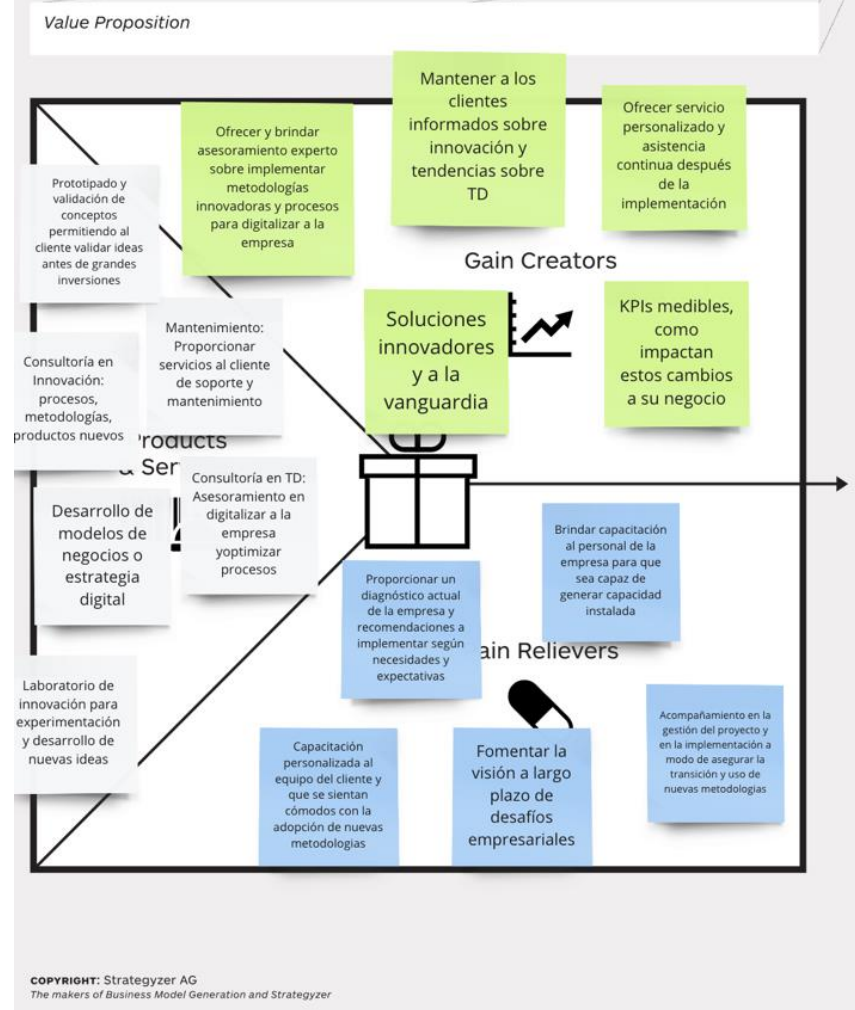 Value Proposition
Mantener a los
clientes
informados sobre
innovación y
tendencias sobre
TD
Ofrecer y brindar
asesoramiento experto
sobre implementar
metodologías
innovadoras y procesos
para digitalizar a la
empresa
Ofrecer servicio
personalizado y
asistencia
continua después
de la
implementación
Prototipado y
validación de
conceptos
permitiendo al
cliente validar ideas
antes de grandes
inversiones
Gain Creators
Soluciones
innovadores
y a la
vanguardia
KPIs medibles,
como
impactan
estos cambios
a su negocio
Mantenimiento:
Proporcionar
servicios al cliente
de soporte y
mantenimiento
Consultoría en
Innovación:
procesos,
metodologías,
productos nuevos
roducts
& Ser
Consultoría en TD:
Asesoramiento en
digitalizar a la
empresa
yoptimizar
procesos
Desarrollo de
modelos de
negocios o
estrategia
digital
Laboratorio de
innovación para
experimentación
y desarrollo de
nuevas ideas
Brindar capacitación
al personal de la
empresa para que
sea capaz de
generar capacidad
instalada
Proporcionar un
diagnóstico actual
de la empresa y
recomendaciones a
implementar según
necesidades y
expectativas
ain Relievers
Acompañamiento en la
gestión del proyecto y
en la implementación a
modo de asegurar la
transición y uso de
nuevas metodologias
Capacitación
personalizada al
equipo del cliente y
que se sientan
cómodos con la
adopción de nuevas
metodologias
Fomentar la
visión a largo
plazo de
desafíos
empresariales
COPYRIGHT: Strategyzer AG
The makers of Business Model Generation and Strategyzer